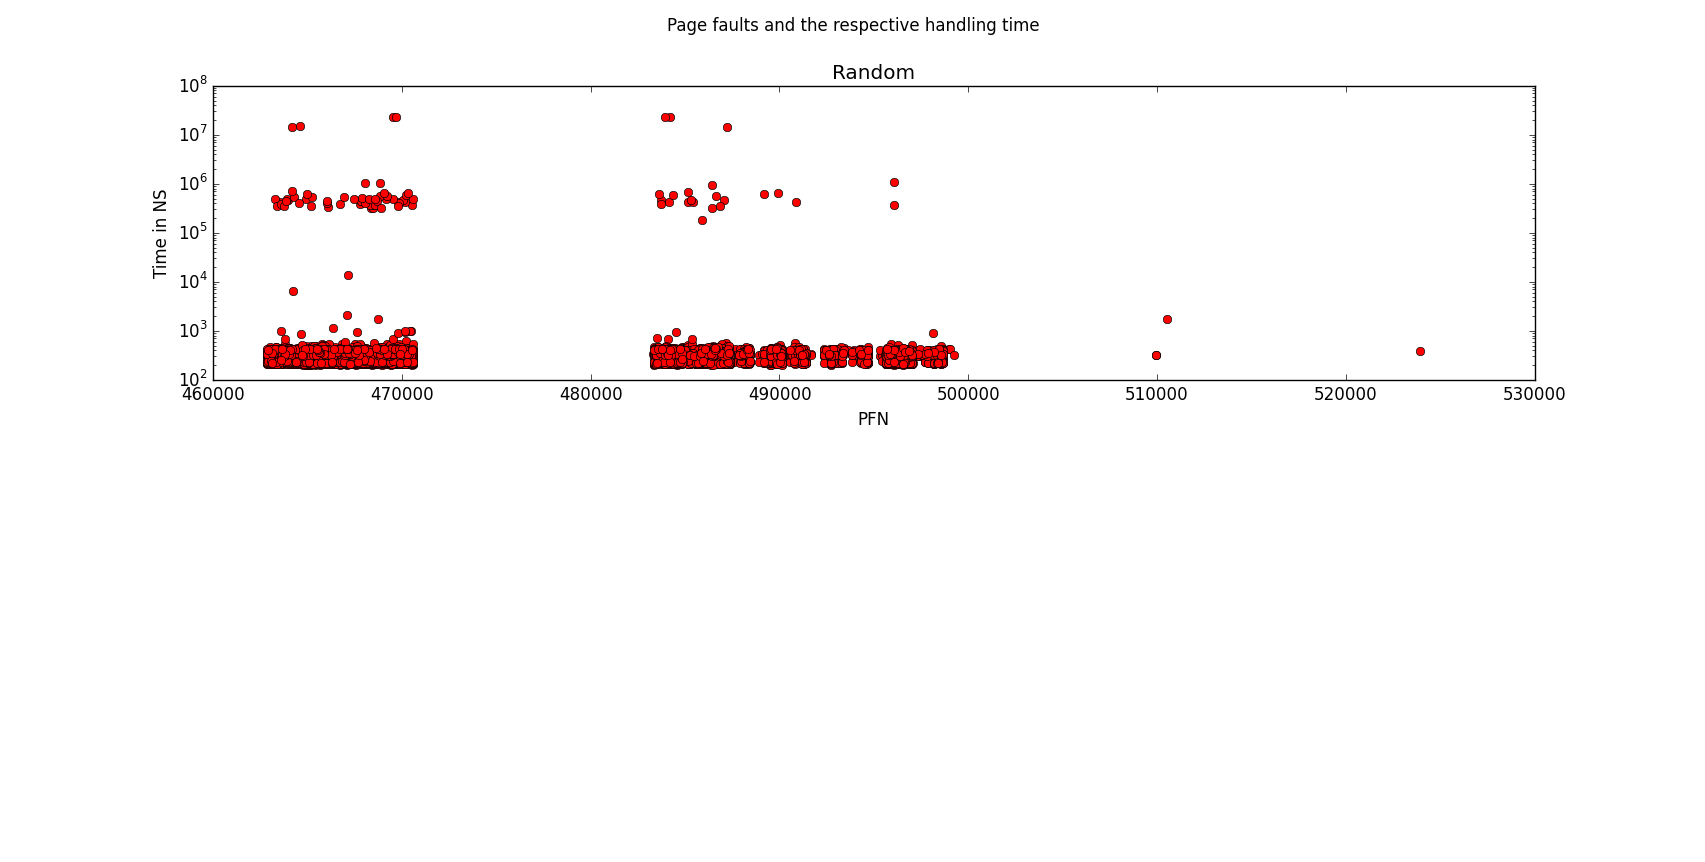 Page faults and the respective handling time
Random
10^8
10^7
10^6
10^5
10^4
10^3
10^2
Time in NS
460000 470000 480000 490000 500000 510000 520000 530000
PFN